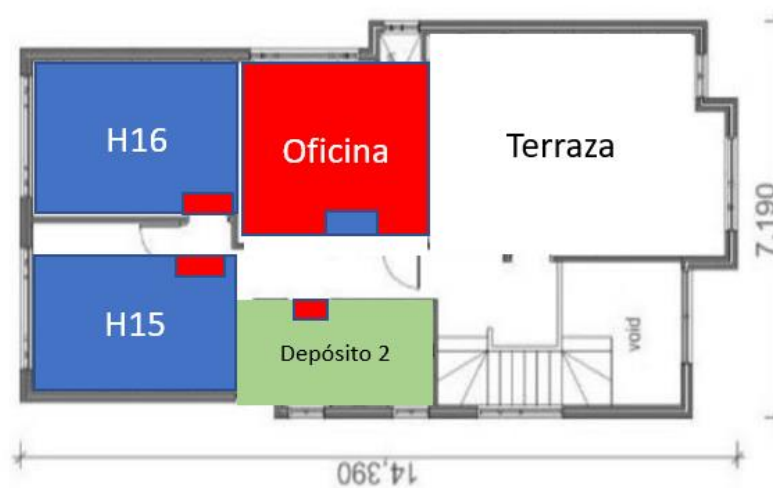 H16
Oficina
Terraza
7,190
H15
Depósito 2
void
14,390